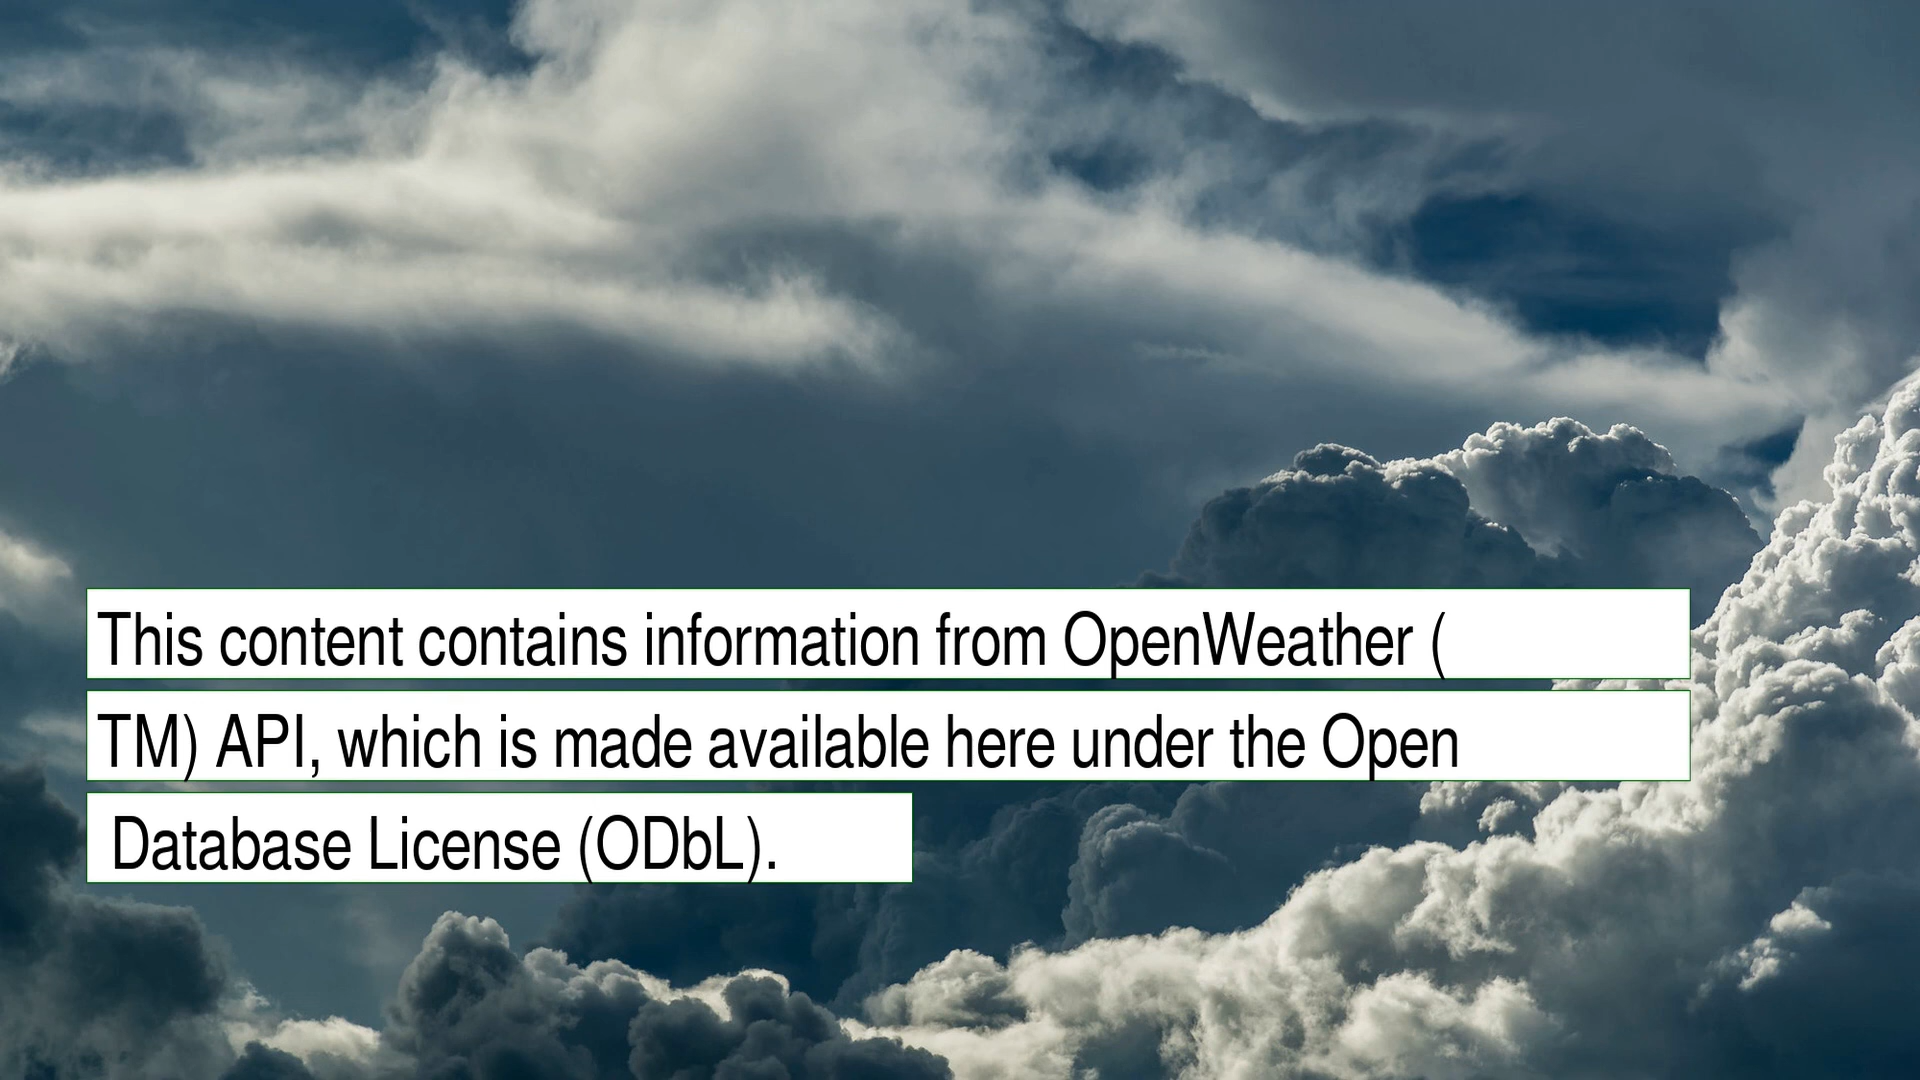 This content contains information from OpenWeather (
TM) API, which is made available here under the Open
Database License (ODbL).